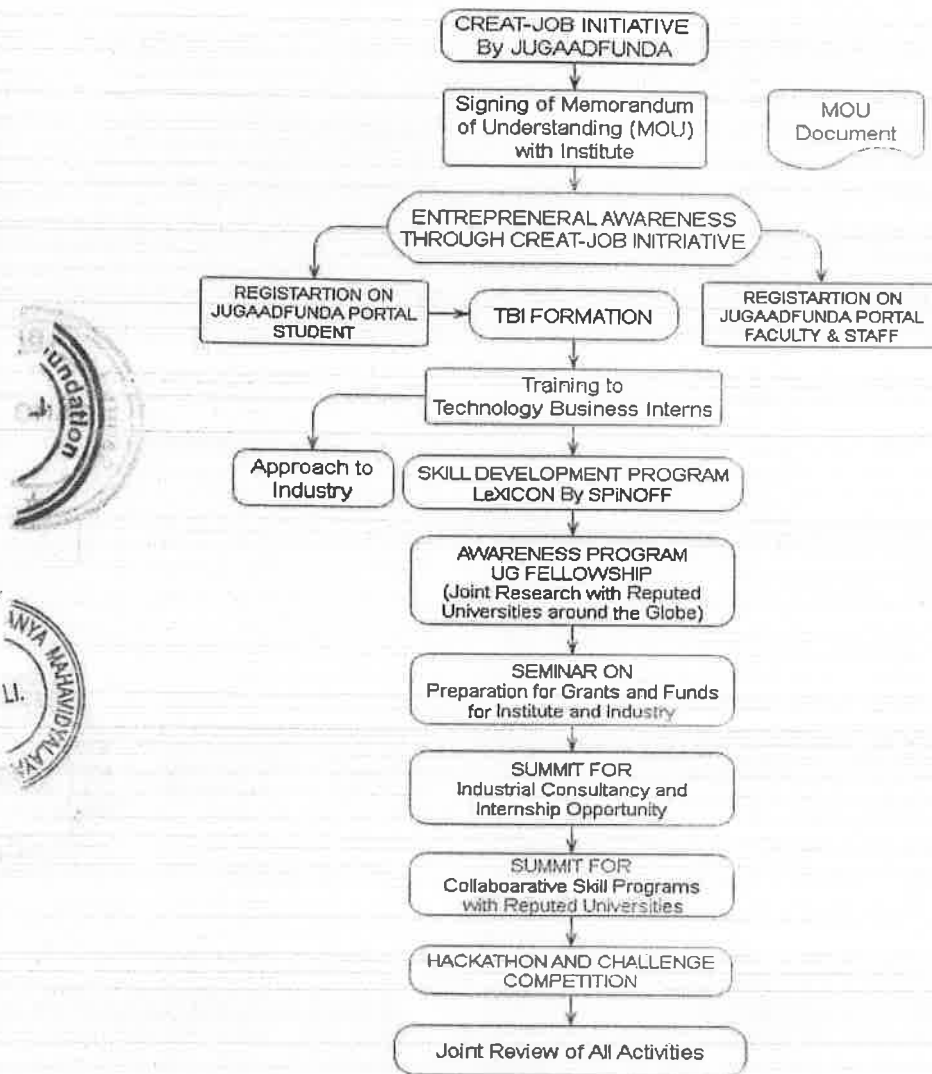 CREAT-JOB INITIATIVE
By JUGAADFUNDA
Signing of Memorandum
of Understanding (MOU)
with Institute
MOU
Document
ENTREPRENERAL AWARENESS
THROUGH CREAT-JOB INITRIATIVE
REGISTARTION ON
JUGAADFUNDA PORTAL
STUDENT
TBI FORMATION
REGISTARTION ON
JUGAADFUNDA PORTAL
FACULTY & STAFF
Training to
Technology Business Interns
Approach to
Industry
SKILL DEVELOPMENT PROGRAM
LeXICON By SPiNOFF
AWARENESS PROGRAM
UG FELLOWSHIP
(Joint Research with Reputed
Universities around the Globe)
SEMINAR ON
Preparation for Grants and Funds
for Institute and Industry
SUMMIT FOR
Industrial Consultancy and
Internship Opportunity
SUMMIT FOR
Collaboarative Skill Programs
with Reputed Universities
HACKATHON AND CHALLENGE
COMPETITION
Joint Review of All Activities
undation
ANYA MAHAVIDYALAYA
LI.